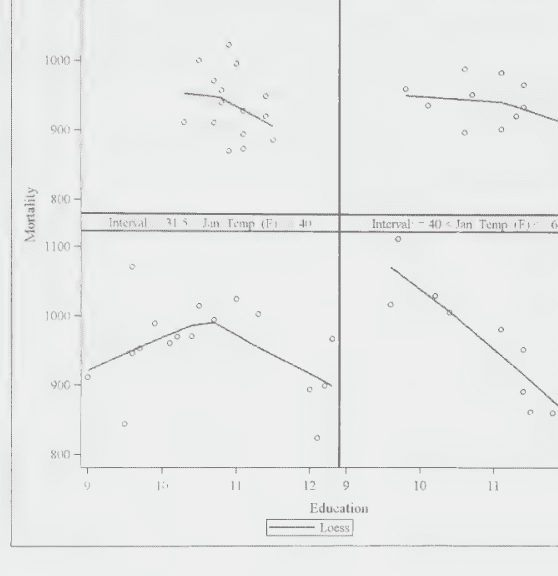 1000
900
800
Mortality
Interval 31.5 Jan Temp (F) 40
Interval: = 40 < Jan Temp (F) < 6
1100
1000
900
800
9 10 11 12 9 10 11
Education
Loess